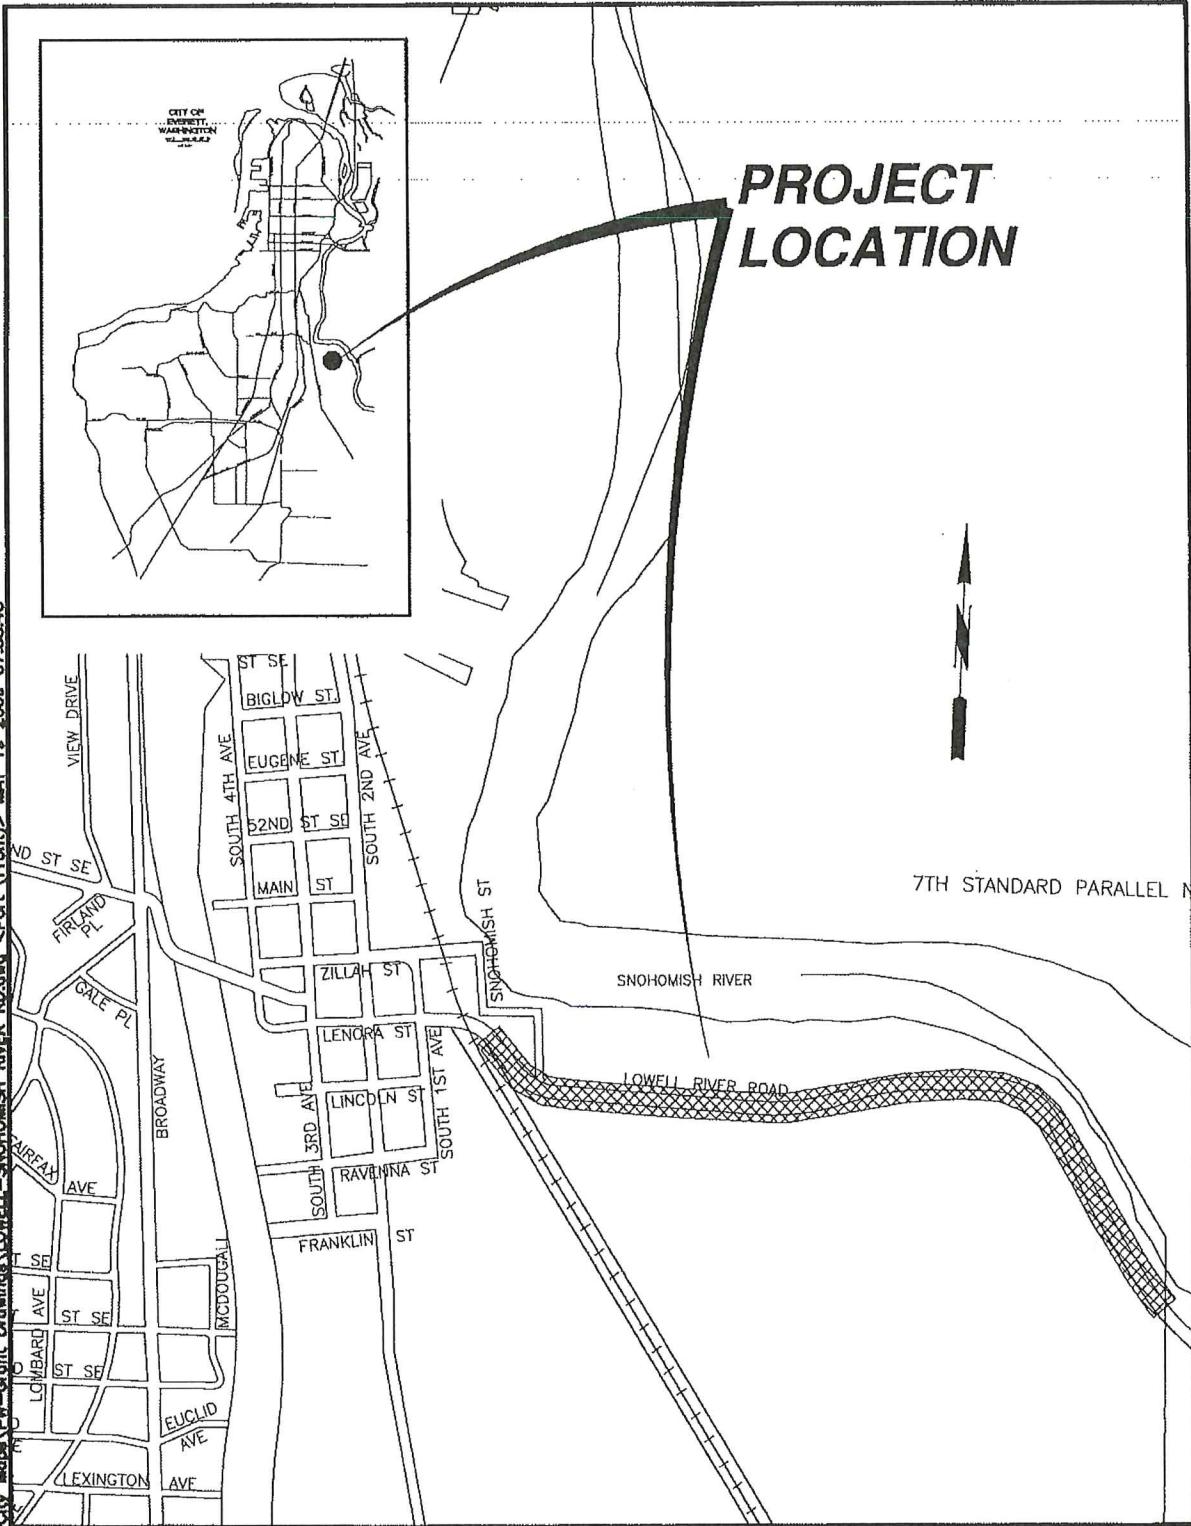 CITY OF
EVERETT,
WASHINGTON
PROJECT
LOCATION
N
VIEW DRIVE
ST SE
BIGLOW ST.
SOUTH 4TH AVE
EUGENE ST.
SOUTH 2ND AVE
52ND ST SE
MAIN ST
ND ST SE
FIRLAND
PL
7TH STANDARD PARALLEL N
SNOHOMISH ST
ZILLAH ST
SNOHOMISH RIVER
GALE PL
LENORA ST
BROADWAY
LOWELL RIVER ROAD
SOUTH 3RD AVE
LINCOLN ST
SOUTH 1ST AVE
FAIRFAX
AVE
RAVENNA ST
FRANKLIN ST
MCDOUGALL
T SE
LOMBARD AVE
ST SE
D ST SE
EUCLID
AVE
LEXINGTON AVE